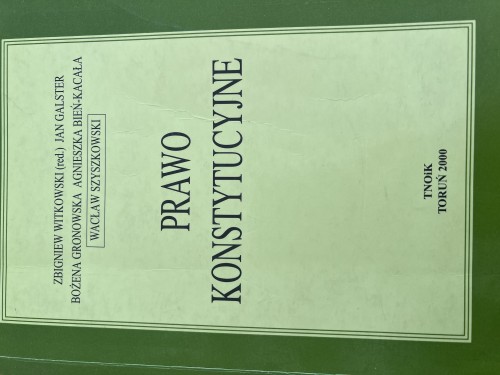 ZBIGNIEW WITKOWSKI (red.) JAN GALSTER
BOŻENA GRONOWSKA AGNIESZKA BIEŃ-KACAŁA
WACŁAW SZYSZKOWSKI
PRAWO
KONSTYTUCYJNE
TNOiK
TORUŃ 2000